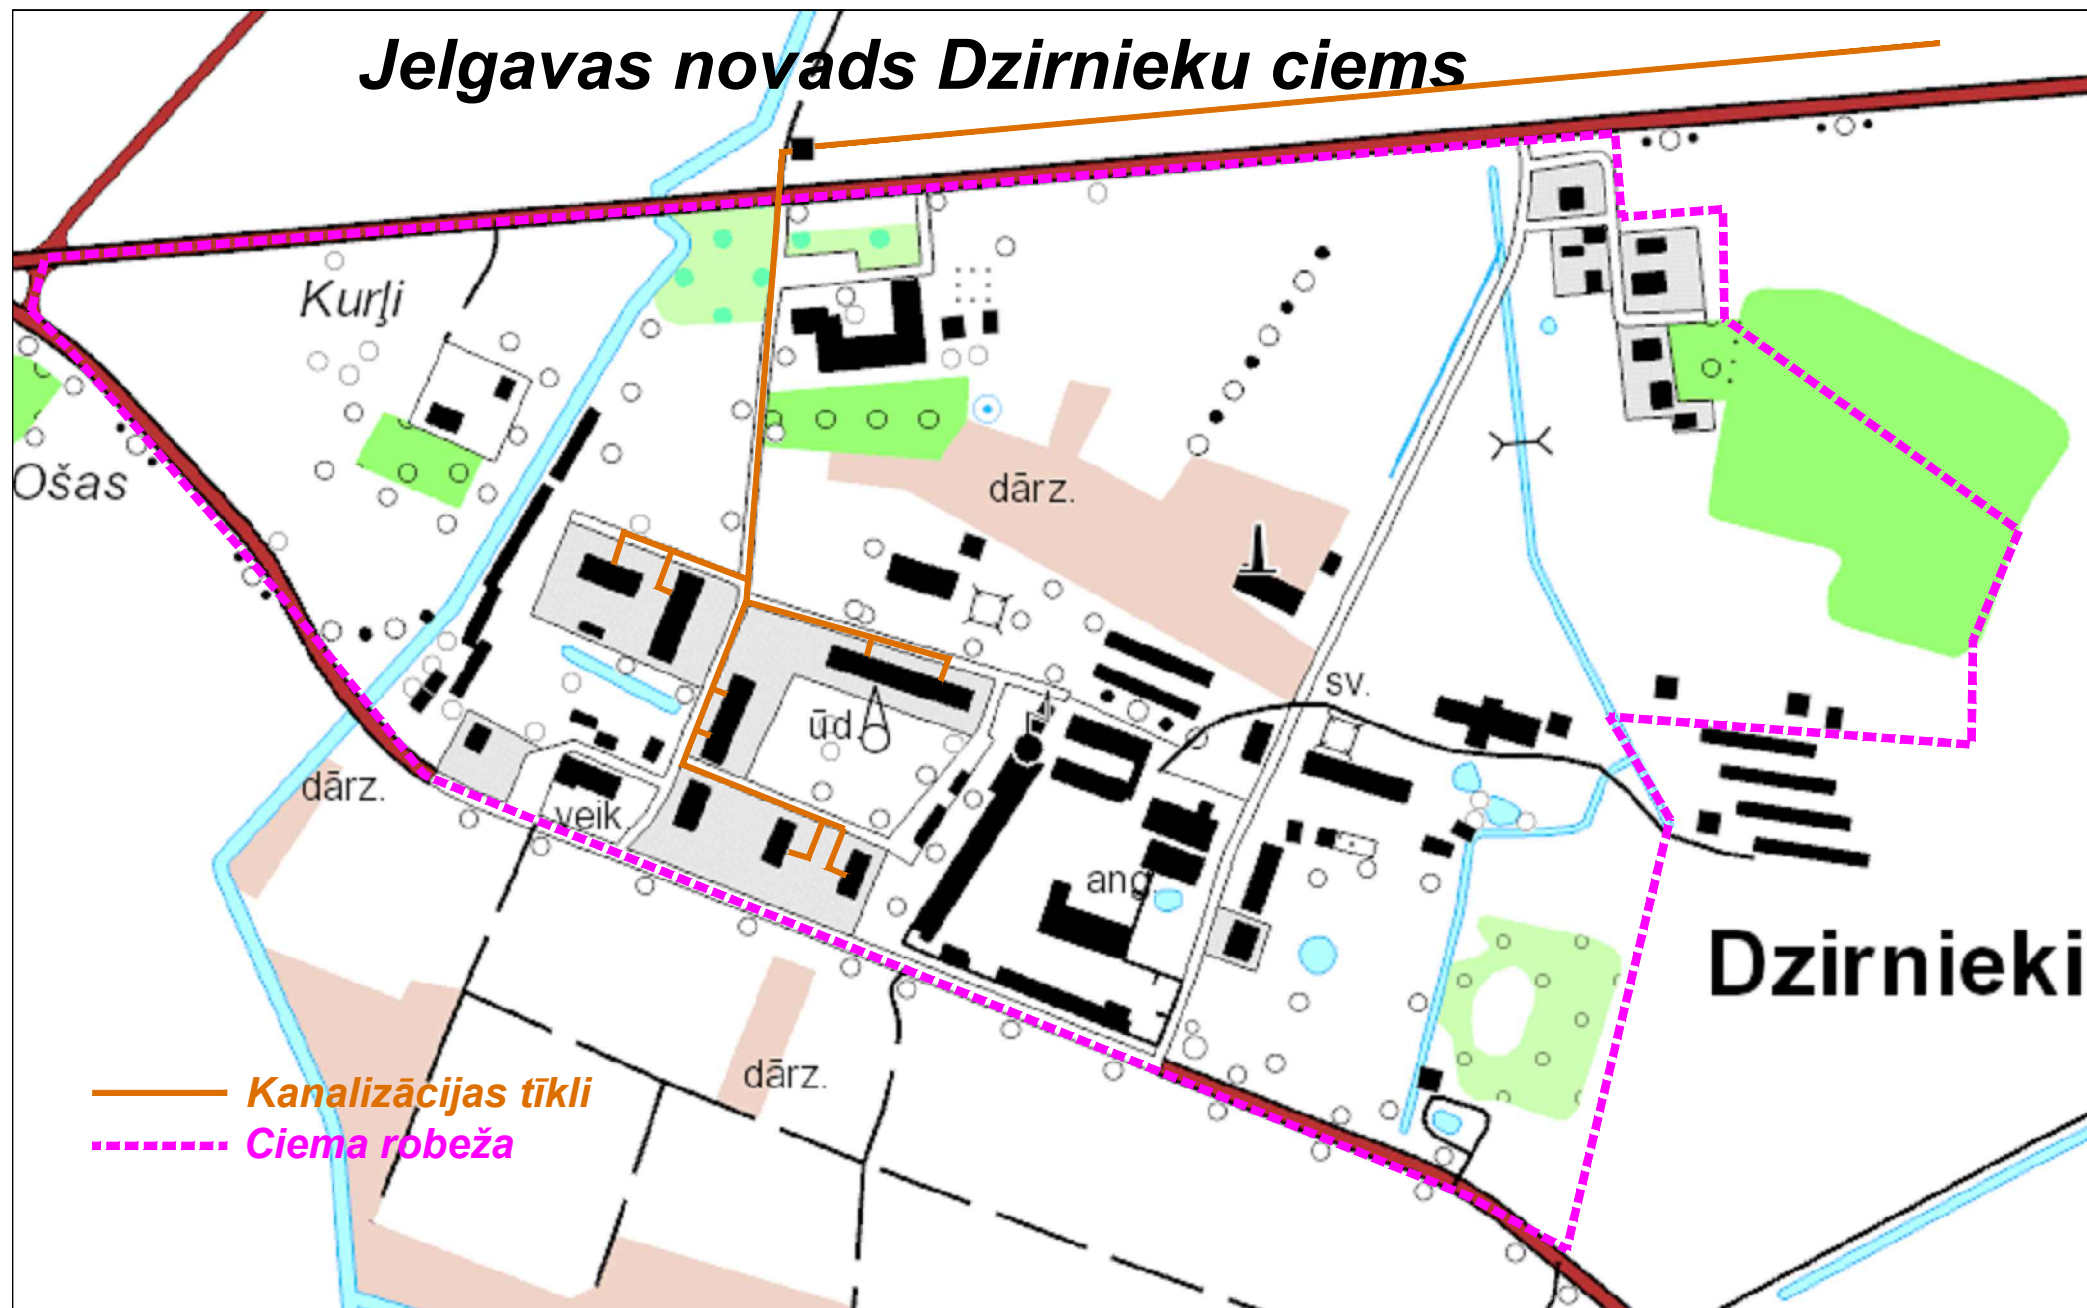 Jelgavas novads Dzirnieku ciems
Kurļi
Ošas
dārz.
sv.
ūd.
dārz.
veik.
ang.
Dzirnieki
dārz.
Kanalizācijas tīkli
Ciema robeža